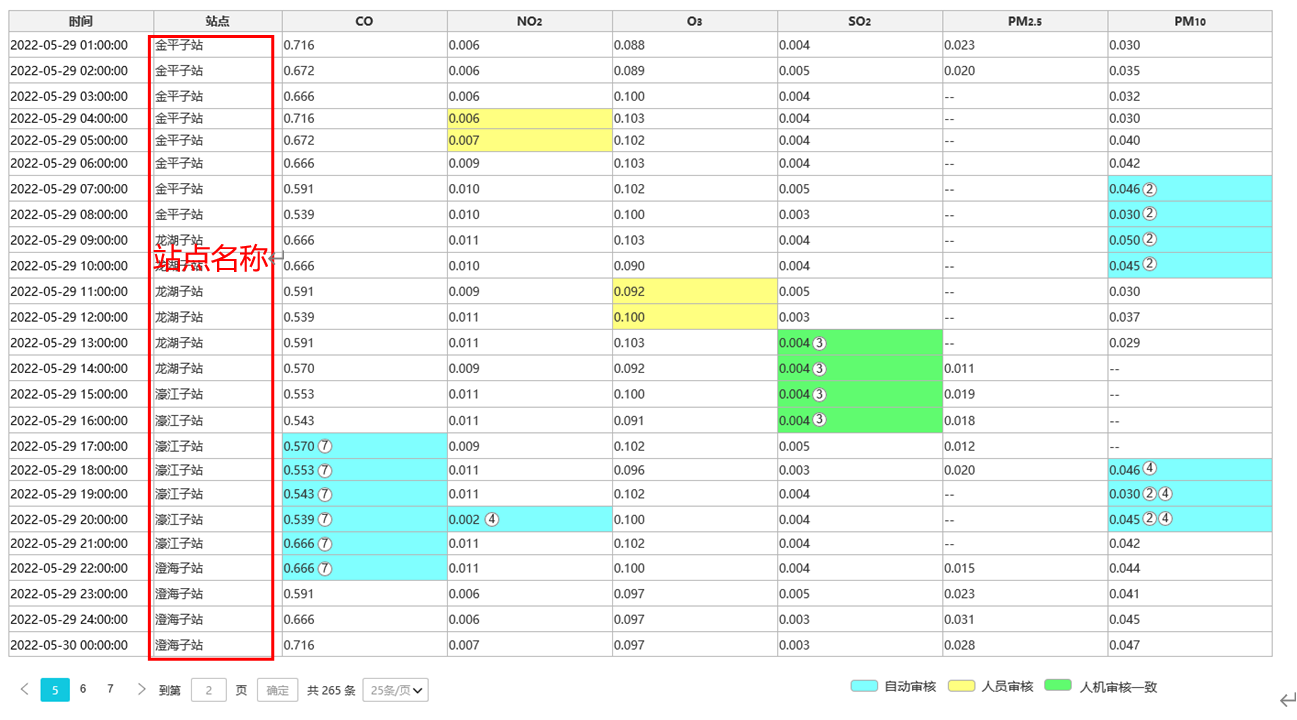 时间 站点 CO NO2 O3 SO2 PM2.5 PM10
2022-05-29 01:00:00 金平子站 0.716 0.006 0.088 0.004 0.023 0.030
2022-05-29 02:00:00 金平子站 0.672 0.006 0.089 0.005 0.020 0.035
2022-05-29 03:00:00 金平子站 0.666 0.006 0.100 0.004 -- 0.032
2022-05-29 04:00:00 金平子站 0.716 0.006 0.103 0.004 -- 0.030
2022-05-29 05:00:00 金平子站 0.672 0.007 0.102 0.004 -- 0.040
2022-05-29 06:00:00 金平子站 0.666 0.009 0.103 0.004 -- 0.042
2022-05-29 07:00:00 金平子站 0.591 0.010 0.102 0.005 -- 0.046 ②
2022-05-29 08:00:00 金平子站 0.539 0.010 0.100 0.003 -- 0.030 ②
2022-05-29 09:00:00 龙湖子站 0.666 0.011 0.103 0.004 -- 0.050 ②
站点名称
2022-05-29 10:00:00 龙湖子站 0.666 0.010 0.090 0.004 -- 0.045 ②
2022-05-29 11:00:00 龙湖子站 0.591 0.009 0.092 0.005 -- 0.030
2022-05-29 12:00:00 龙湖子站 0.539 0.011 0.100 0.003 -- 0.037
2022-05-29 13:00:00 龙湖子站 0.591 0.011 0.103 0.004 ③ -- 0.029
2022-05-29 14:00:00 龙湖子站 0.570 0.009 0.092 0.004 ③ 0.011 --
2022-05-29 15:00:00 濠江子站 0.553 0.011 0.100 0.004 ③ 0.019 --
2022-05-29 16:00:00 濠江子站 0.543 0.011 0.091 0.004 ③ 0.018 --
2022-05-29 17:00:00 濠江子站 0.570 ⑦ 0.009 0.102 0.005 0.012 --
2022-05-29 18:00:00 濠江子站 0.553 ⑦ 0.011 0.096 0.003 0.020 0.046 ④
2022-05-29 19:00:00 濠江子站 0.543 ⑦ 0.011 0.102 0.004 -- 0.030 ②④
2022-05-29 20:00:00 濠江子站 0.539 ⑦ 0.002 ④ 0.100 0.004 -- 0.045 ②④
2022-05-29 21:00:00 濠江子站 0.666 ⑦ 0.011 0.102 0.004 -- 0.042
2022-05-29 22:00:00 澄海子站 0.666 ⑦ 0.011 0.100 0.004 0.015 0.044
2022-05-29 23:00:00 澄海子站 0.591 0.006 0.097 0.005 0.023 0.041
2022-05-29 24:00:00 澄海子站 0.666 0.006 0.097 0.003 0.031 0.045
2022-05-30 00:00:00 澄海子站 0.716 0.007 0.097 0.003 0.028 0.047
5 6 7 到第 2 页 确定 共 265 条 25条/页 自动审核 人员审核 人机审核一致